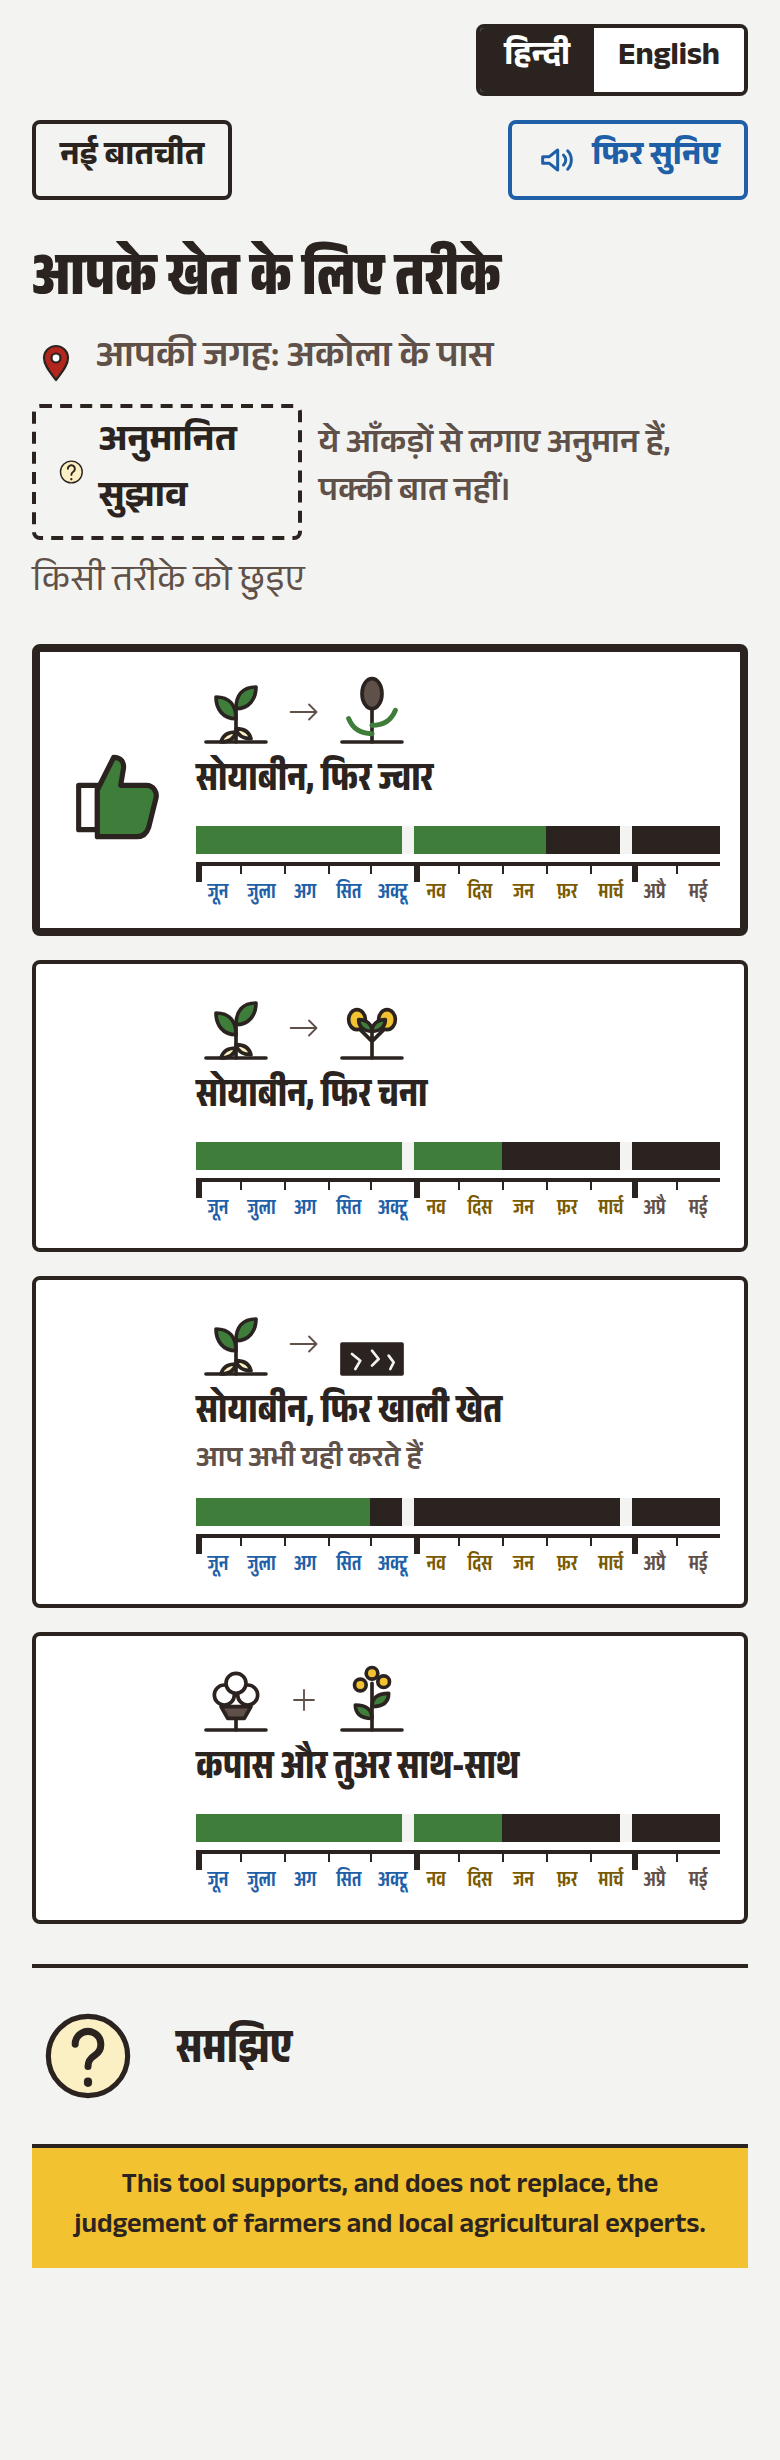 हिन्दी English
नई बातचीत फिर सुनिए
आपके खेत के लिए तरीके
आपकी जगह: अकोला के पास
अनुमानित
सुझाव
ये आँकड़ों से लगाए अनुमान हैं,
पक्की बात नहीं।
किसी तरीके को छुइए
सोयाबीन, फिर ज्वार
जून जुला अग सित अक्टू नव दिस जन फ़र मार्च अप्रै मई
सोयाबीन, फिर चना
जून जुला अग सित अक्टू नव दिस जन फ़र मार्च अप्रै मई
सोयाबीन, फिर खाली खेत
आप अभी यही करते हैं
जून जुला अग सित अक्टू नव दिस जन फ़र मार्च अप्रै मई
कपास और तुअर साथ-साथ
जून जुला अग सित अक्टू नव दिस जन फ़र मार्च अप्रै मई
समझिए
This tool supports, and does not replace, the
judgement of farmers and local agricultural experts.